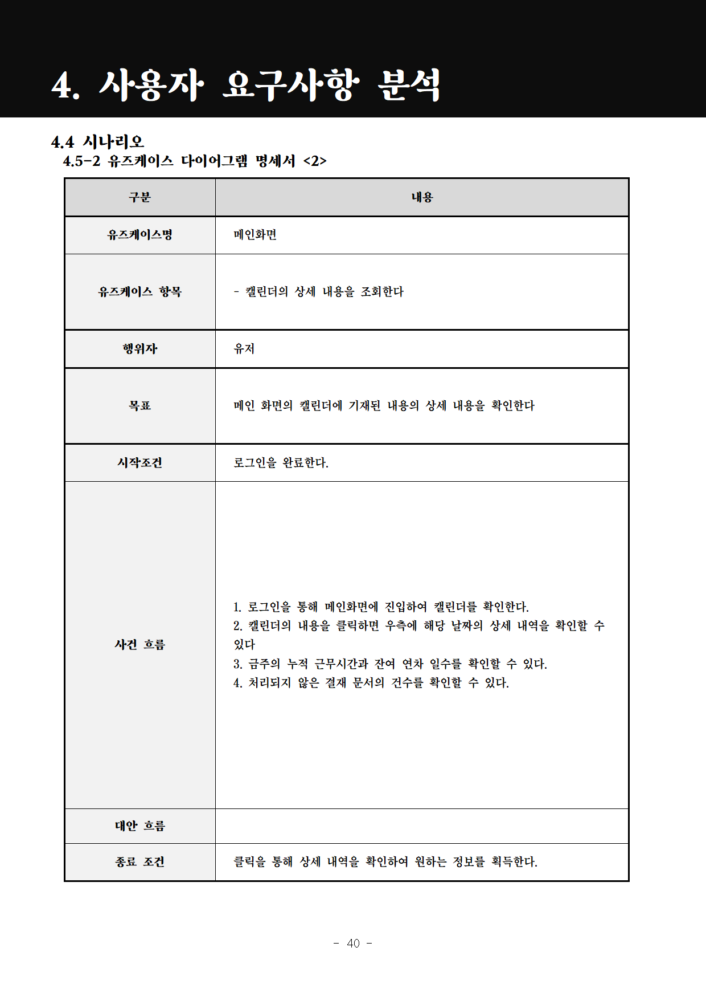 4. 사용자 요구사항 분석
4.4 시나리오
4.5-2 유즈케이스 다이어그램 명세서 <2>
구분 내용
유즈케이스명 메인화면
유즈케이스 항목 - 캘린더의 상세 내용을 조회한다
행위자 유저
목표 메인 화면의 캘린더에 기재된 내용의 상세 내용을 확인한다
시작조건 로그인을 완료한다.
사건 흐름
1. 로그인을 통해 메인화면에 진입하여 캘린더를 확인한다.
2. 캘린더의 내용을 클릭하면 우측에 해당 날짜의 상세 내역을 확인할 수
있다
3. 금주의 누적 근무시간과 잔여 연차 일수를 확인할 수 있다.
4. 처리되지 않은 결재 문서의 건수를 확인할 수 있다.
대안 흐름
종료 조건 클릭을 통해 상세 내역을 확인하여 원하는 정보를 획득한다.
- 40 -